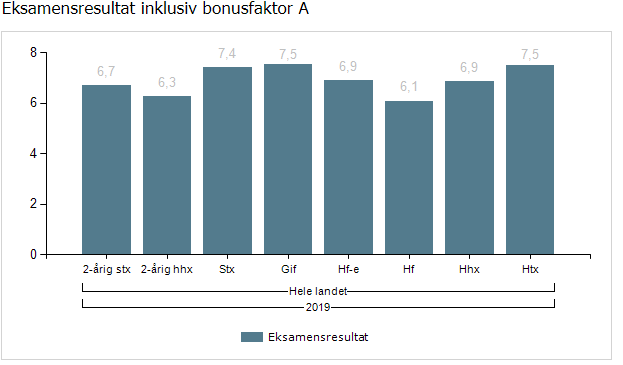 Eksamensresultat inklusiv bonusfaktor A
8
6
4
2
0
6,7
6,3
7,4
7,5
6,9
6,1
6,9
7,5
2-årig stx
2-årig hhx
Stx
Gif
Hf-e
Hf
Hhx
Htx
Hele landet
2019
Eksamensresultat